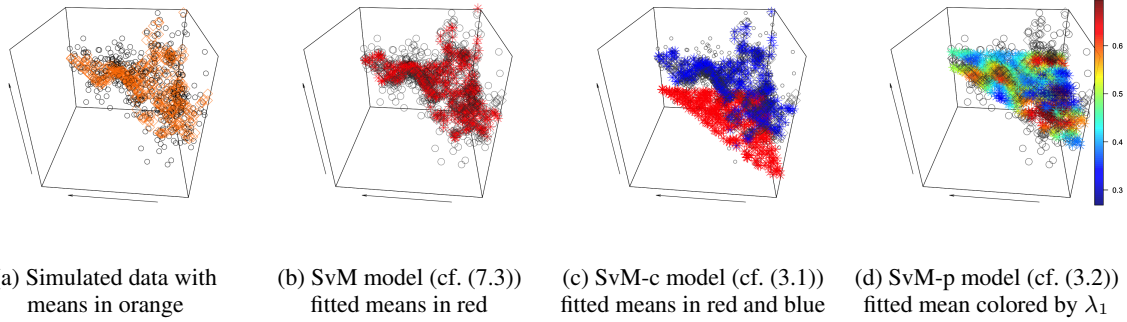 0.6
0.5
0.4
0.3
(a) Simulated data with
means in orange
(b) SvM model (cf. (7.3))
fitted means in red
(c) SvM-c model (cf. (3.1))
fitted means in red and blue
(d) SvM-p model (cf. (3.2))
fitted mean colored by λ₁